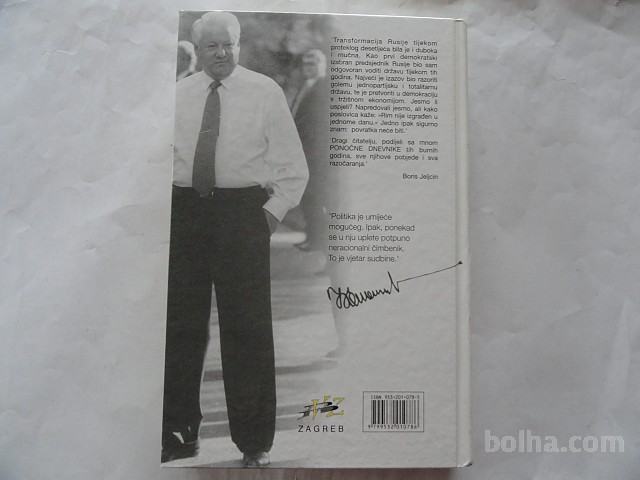 'Transformacija Rusije tijekom
proteklog desetljeća bila je i duboka
i mučna. Kao prvi demokratski
izabran predsjednik Rusije bio sam
odgovoran voditi državu tijekom tih
godina. Najveći je izazov bio razoriti
golemu jednopartijsku i totalitarnu
državu, te je pretvoriti u demokraciju
s tržišnom ekonomijom. Jesmo li
uspjeli? Napredovali jesmo, ali kako
poslovica kaže: «Rim nije izgrađen u
jednome danu.» Jedno ipak sigurno
znam: povratka neće biti.'
'Dragi čitatelju, podijeli sa mnom
PONOĆNE DNEVNIKE tih burnih
godina, sve njihove pobjede i sva
razočaranja.'
Boris Jeljcin
'Politika je umijeće
mogućeg. Ipak, ponekad
se u nju uplete potpuno
neracionalni čimbenik.
To je vjetar sudbine.'
ISBN 953-201-078-5
ZAGREB
bolha.com